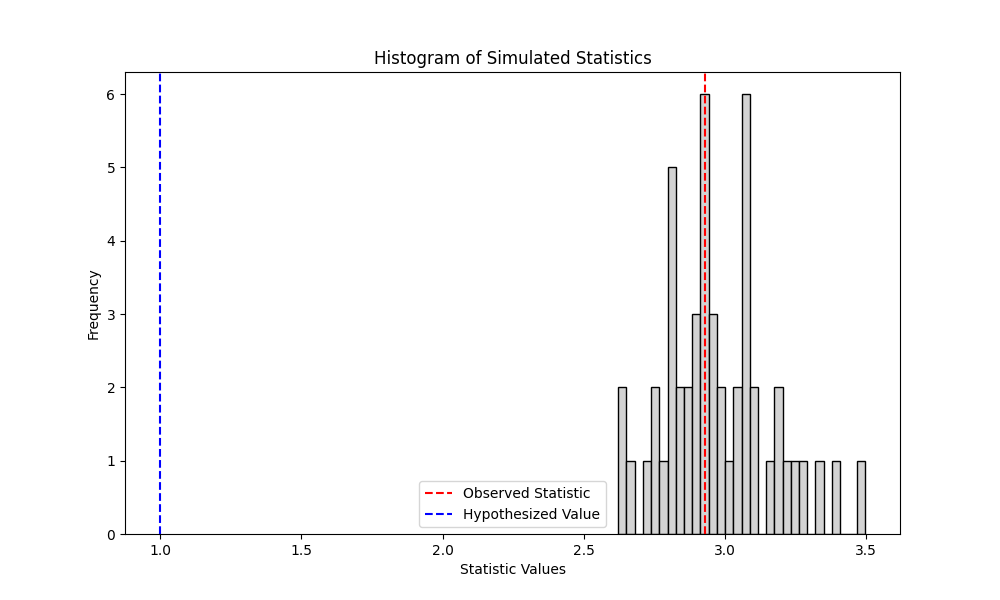 Histogram of Simulated Statistics
Frequency
6
5
4
3
2
1
0
Observed Statistic
Hypothesized Value
1.0 1.5 2.0 2.5 3.0 3.5
Statistic Values